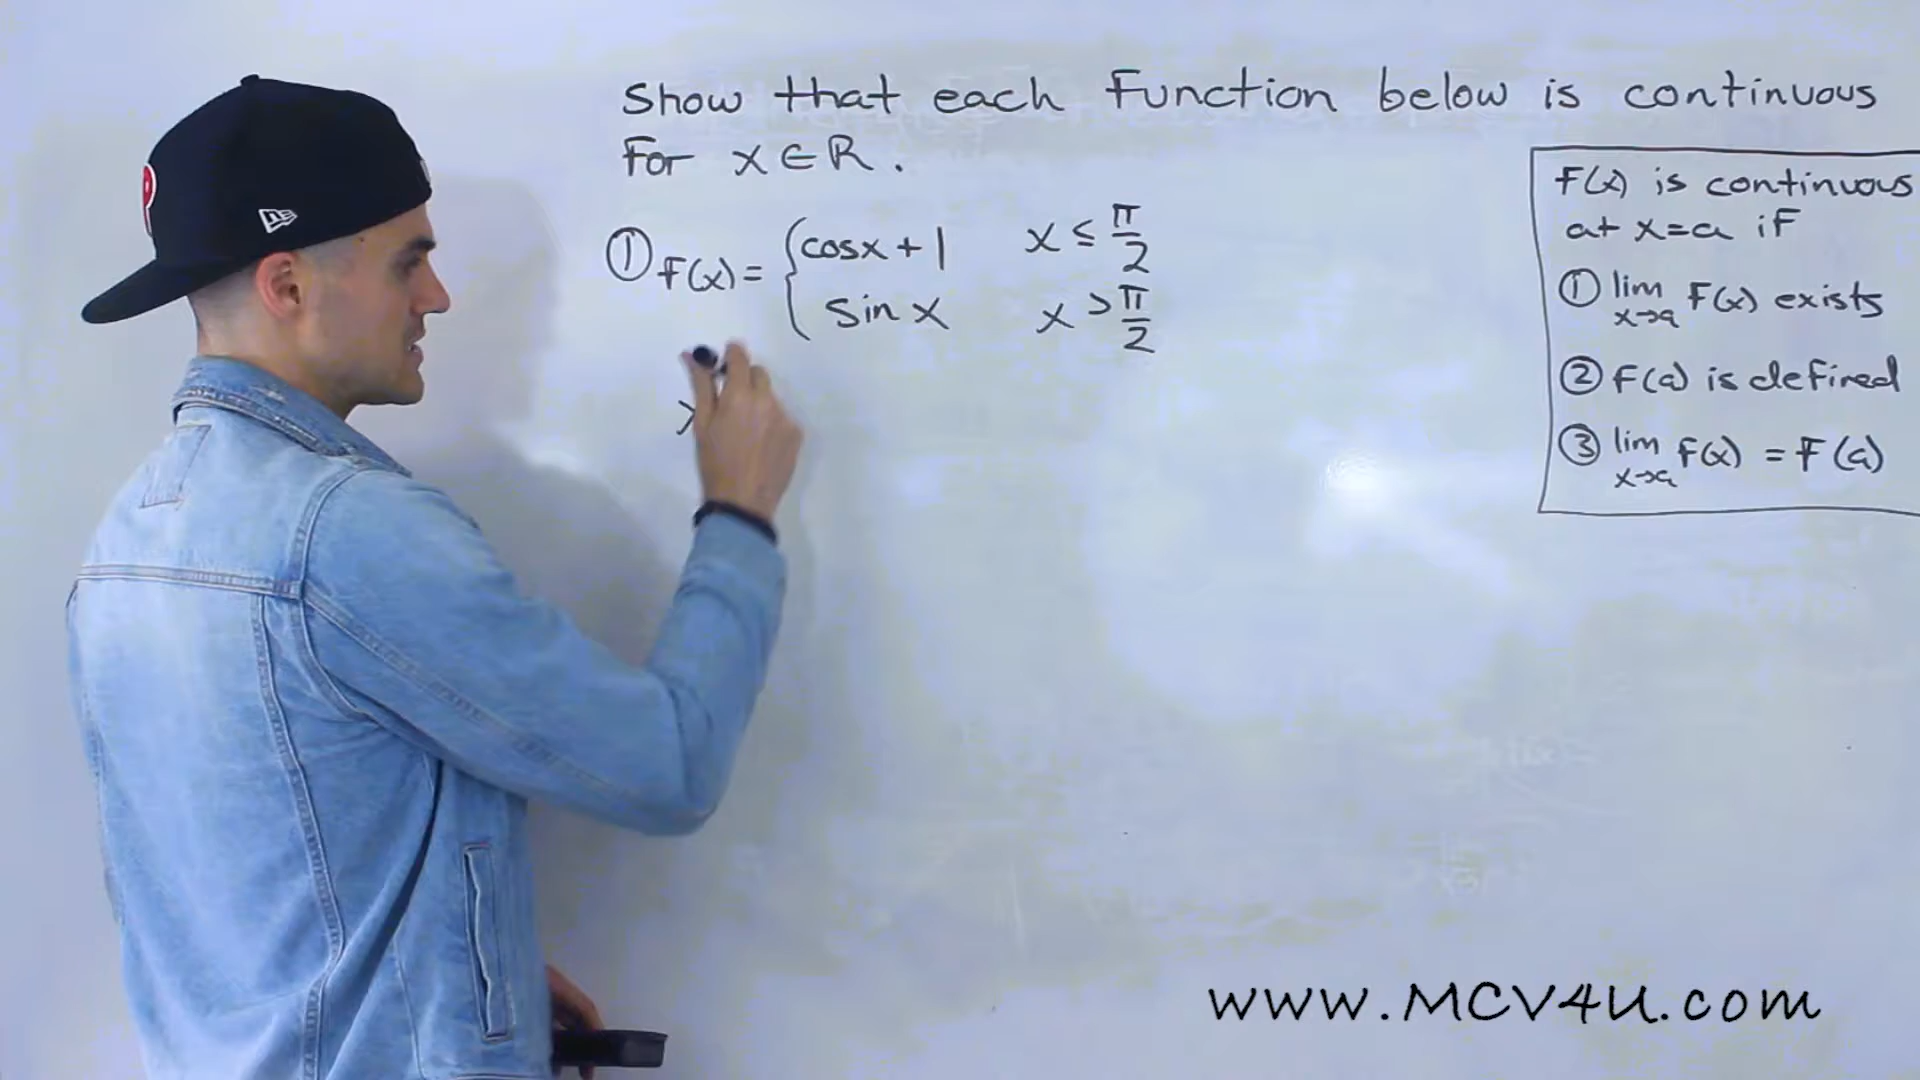 Show that each function below is continuous
for x ∈ R.
① f(x) = { cosx + 1 x ≤ π/2
sin x x > π/2
x
f(x) is continuous
at x=a if
① lim x→a f(x) exists
② f(a) is defined
③ lim x→a f(x) = f(a)
www.MCV4U.com